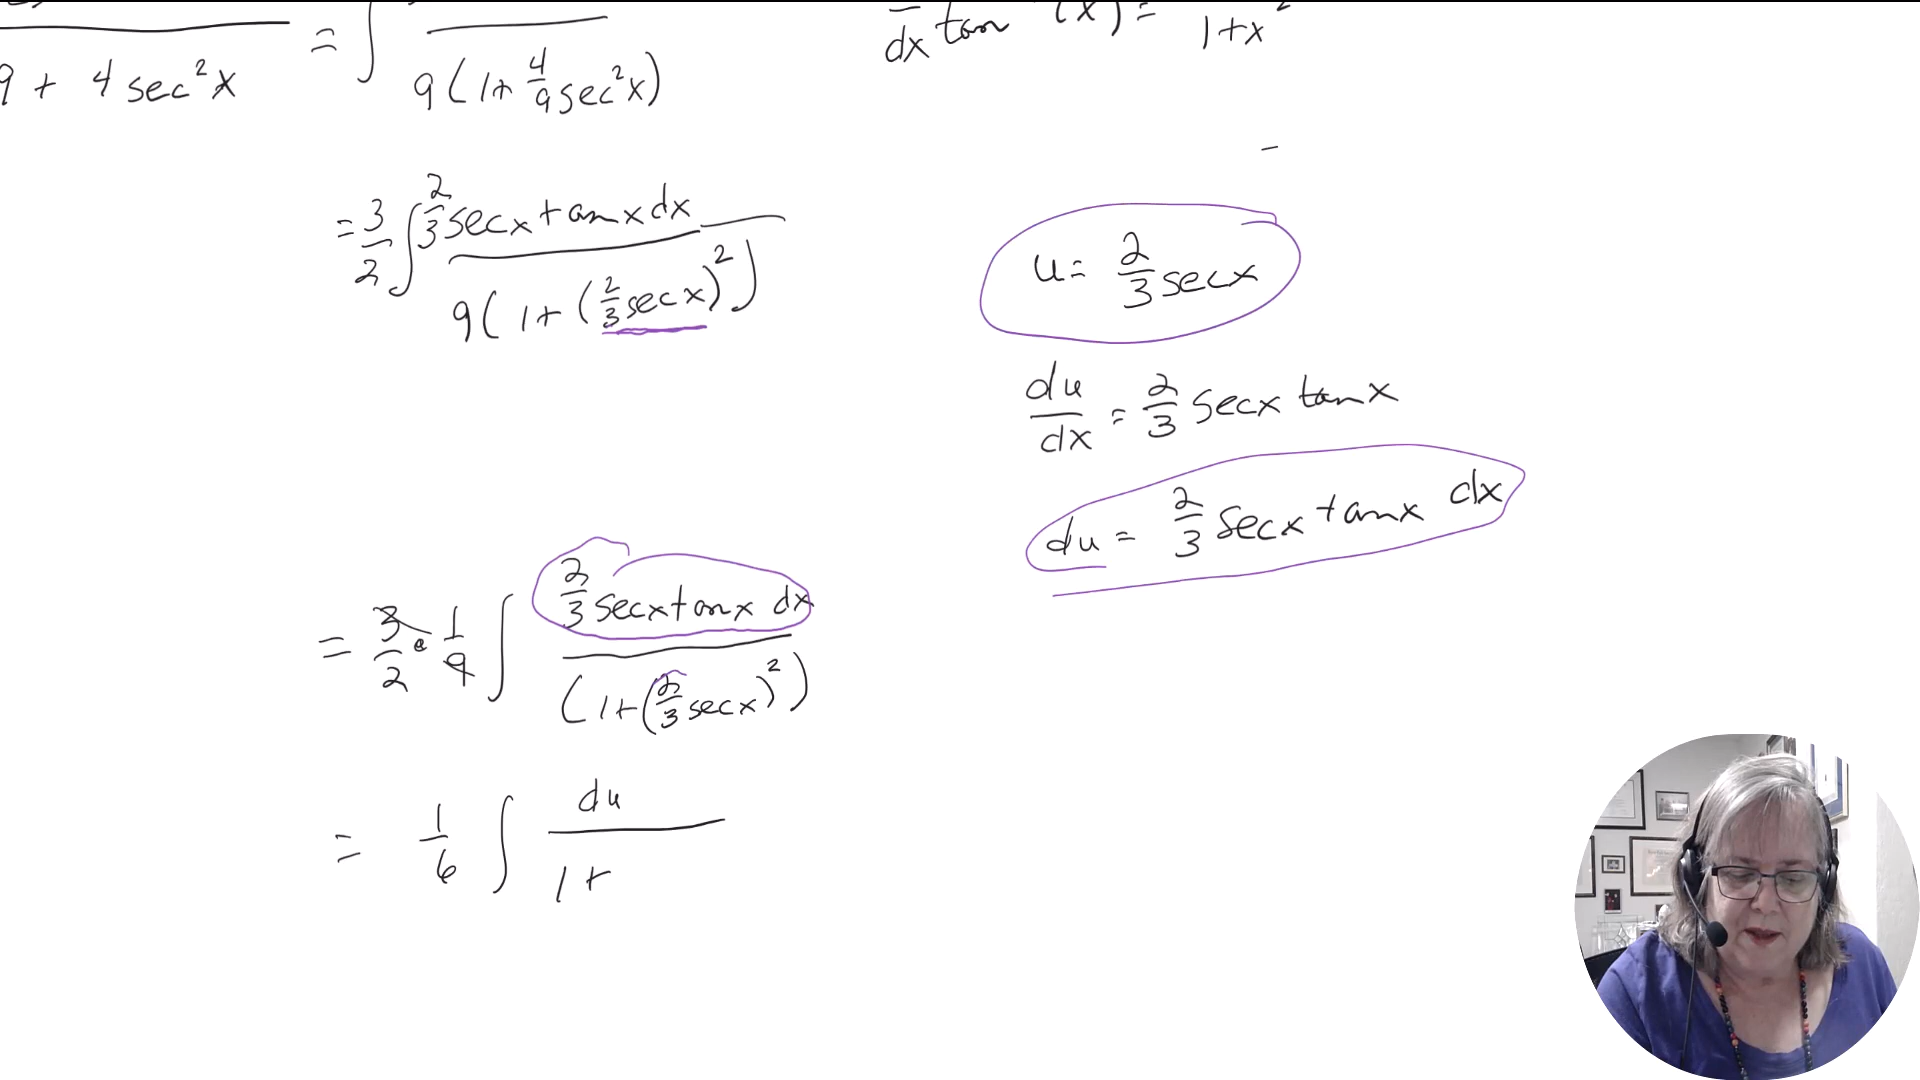 9 + 4 sec²x = ∫ / 9(1 + 4/9 sec²x)
d/dx tan (x) = / 1+x²
= 3/2 ∫ 2/3 secx tanx dx / 9(1 + (2/3 secx)²)
u = 2/3 secx
du/dx = 2/3 secx tanx
du = 2/3 secx tanx dx
= 3/2 • 1/9 ∫ 2/3 secx tanx dx / (1 + (2/3 secx)²)
= 1/6 ∫ du / 1+